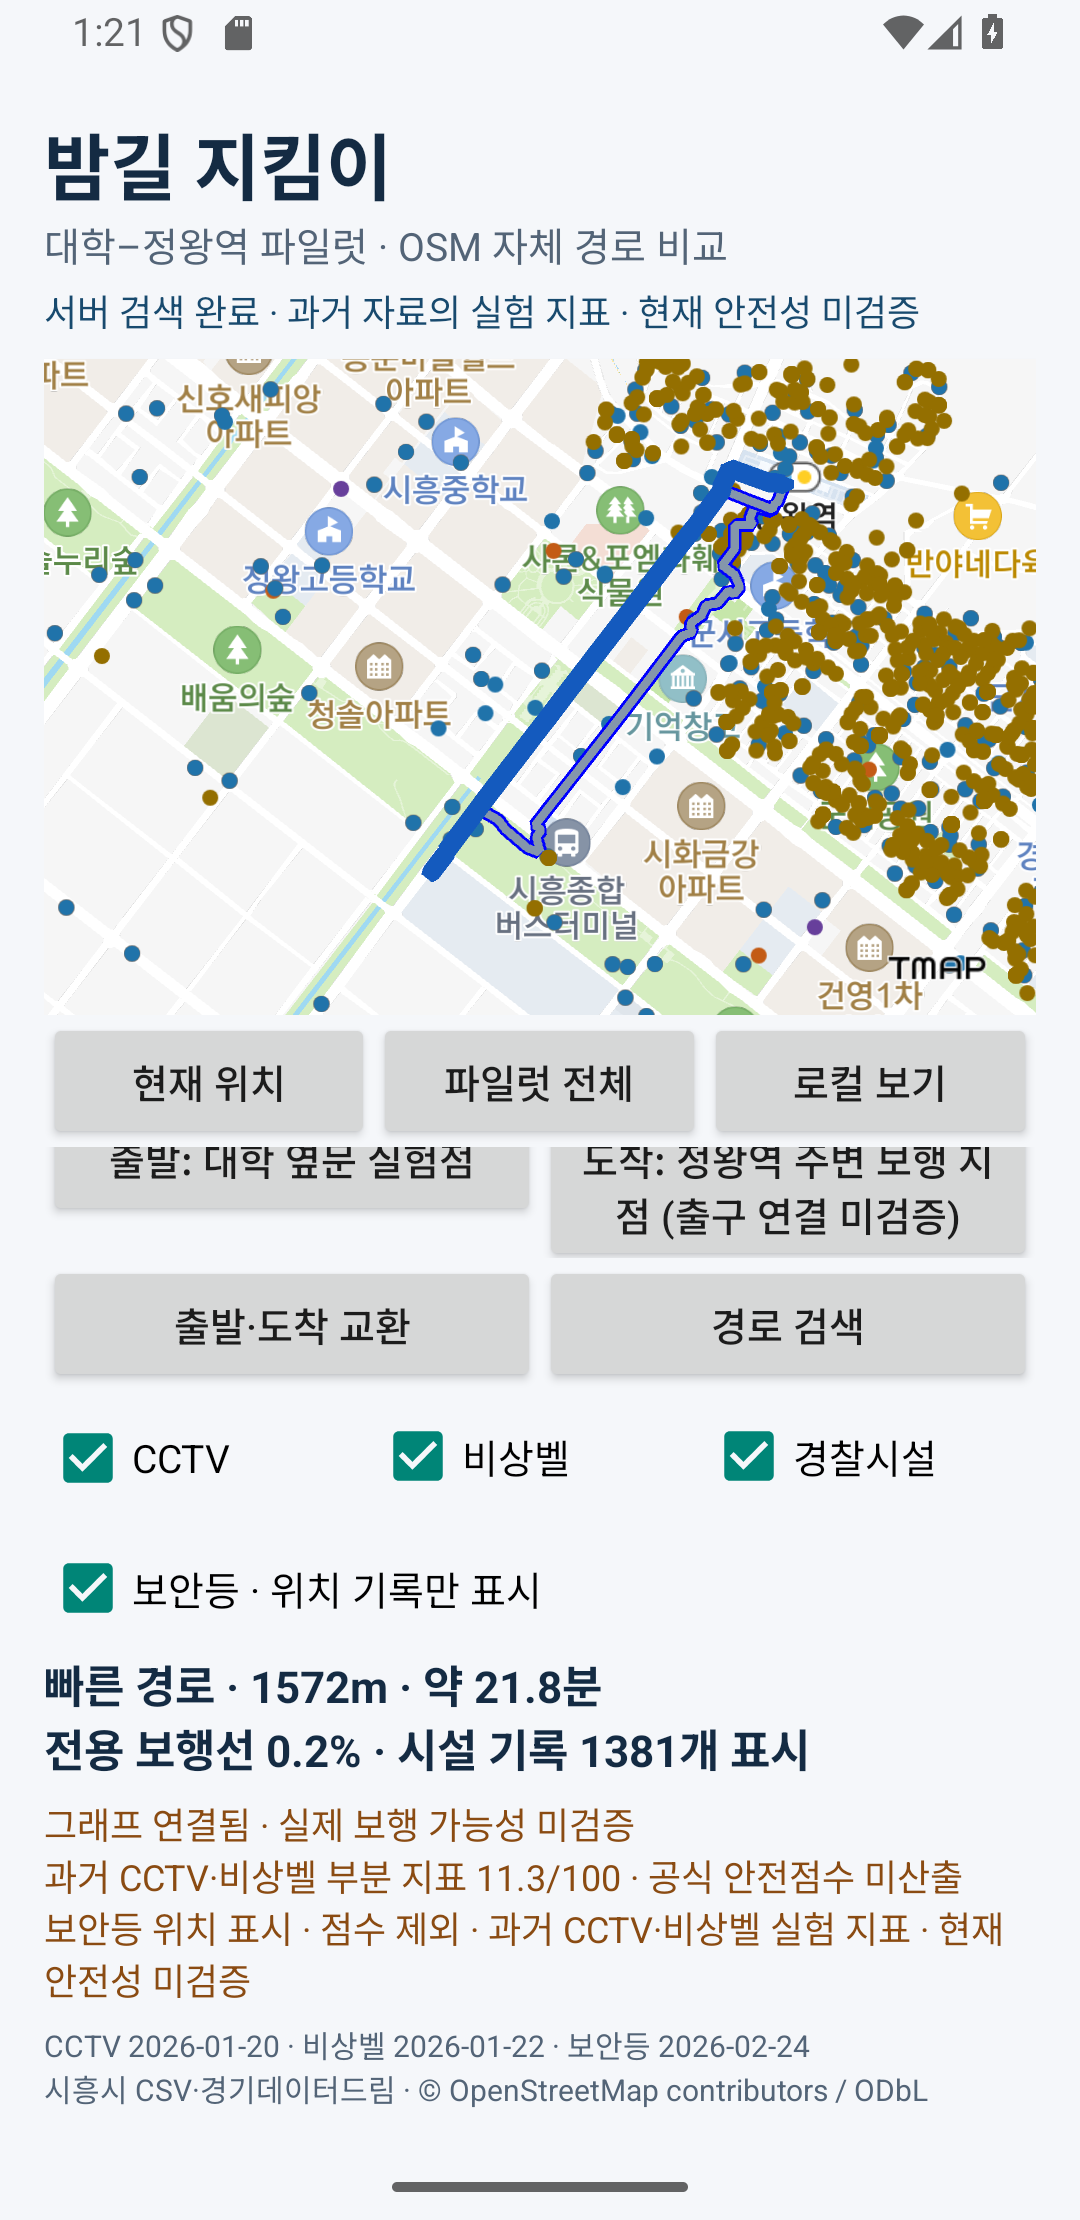 1:21
밤길 지킴이
대학–정왕역 파일럿 · OSM 자체 경로 비교
서버 검색 완료 · 과거 자료의 실험 지표 · 현재 안전성 미검증
아파트
신호새피앙
아파트
시흥중학교
정왕고등학교
식물원
반야네다육
배움의숲
청솔아파트
시흥종합
버스터미널
시화금강
아파트
건영1차
TMAP
현재 위치
파일럿 전체
로컬 보기
출발: 대학 옆문 실험점
도착: 정왕역 주변 보행 지
점 (출구 연결 미검증)
출발·도착 교환
경로 검색
CCTV
비상벨
경찰시설
보안등 · 위치 기록만 표시
빠른 경로 · 1572m · 약 21.8분
전용 보행선 0.2% · 시설 기록 1381개 표시
그래프 연결됨 · 실제 보행 가능성 미검증
과거 CCTV·비상벨 부분 지표 11.3/100 · 공식 안전점수 미산출
보안등 위치 표시 · 점수 제외 · 과거 CCTV·비상벨 실험 지표 · 현재
안전성 미검증
CCTV 2026-01-20 · 비상벨 2026-01-22 · 보안등 2026-02-24
시흥시 CSV·경기데이터드림 · © OpenStreetMap contributors / ODbL